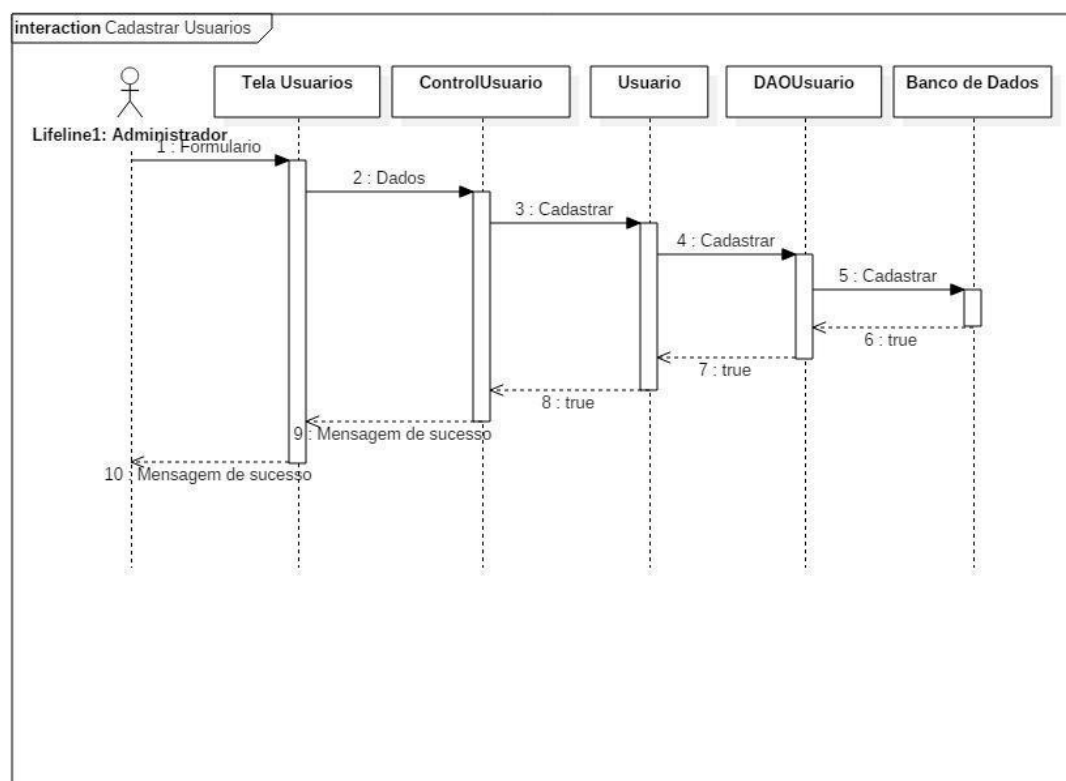 interaction Cadastrar Usuarios
Tela Usuarios
ControlUsuario
Usuario
DAOUsuario
Banco de Dados
Lifeline1: Administrador
1 : Formulario
2 : Dados
3 : Cadastrar
4 : Cadastrar
5 : Cadastrar
6 : true
7 : true
8 : true
9 : Mensagem de sucesso
10 : Mensagem de sucesso